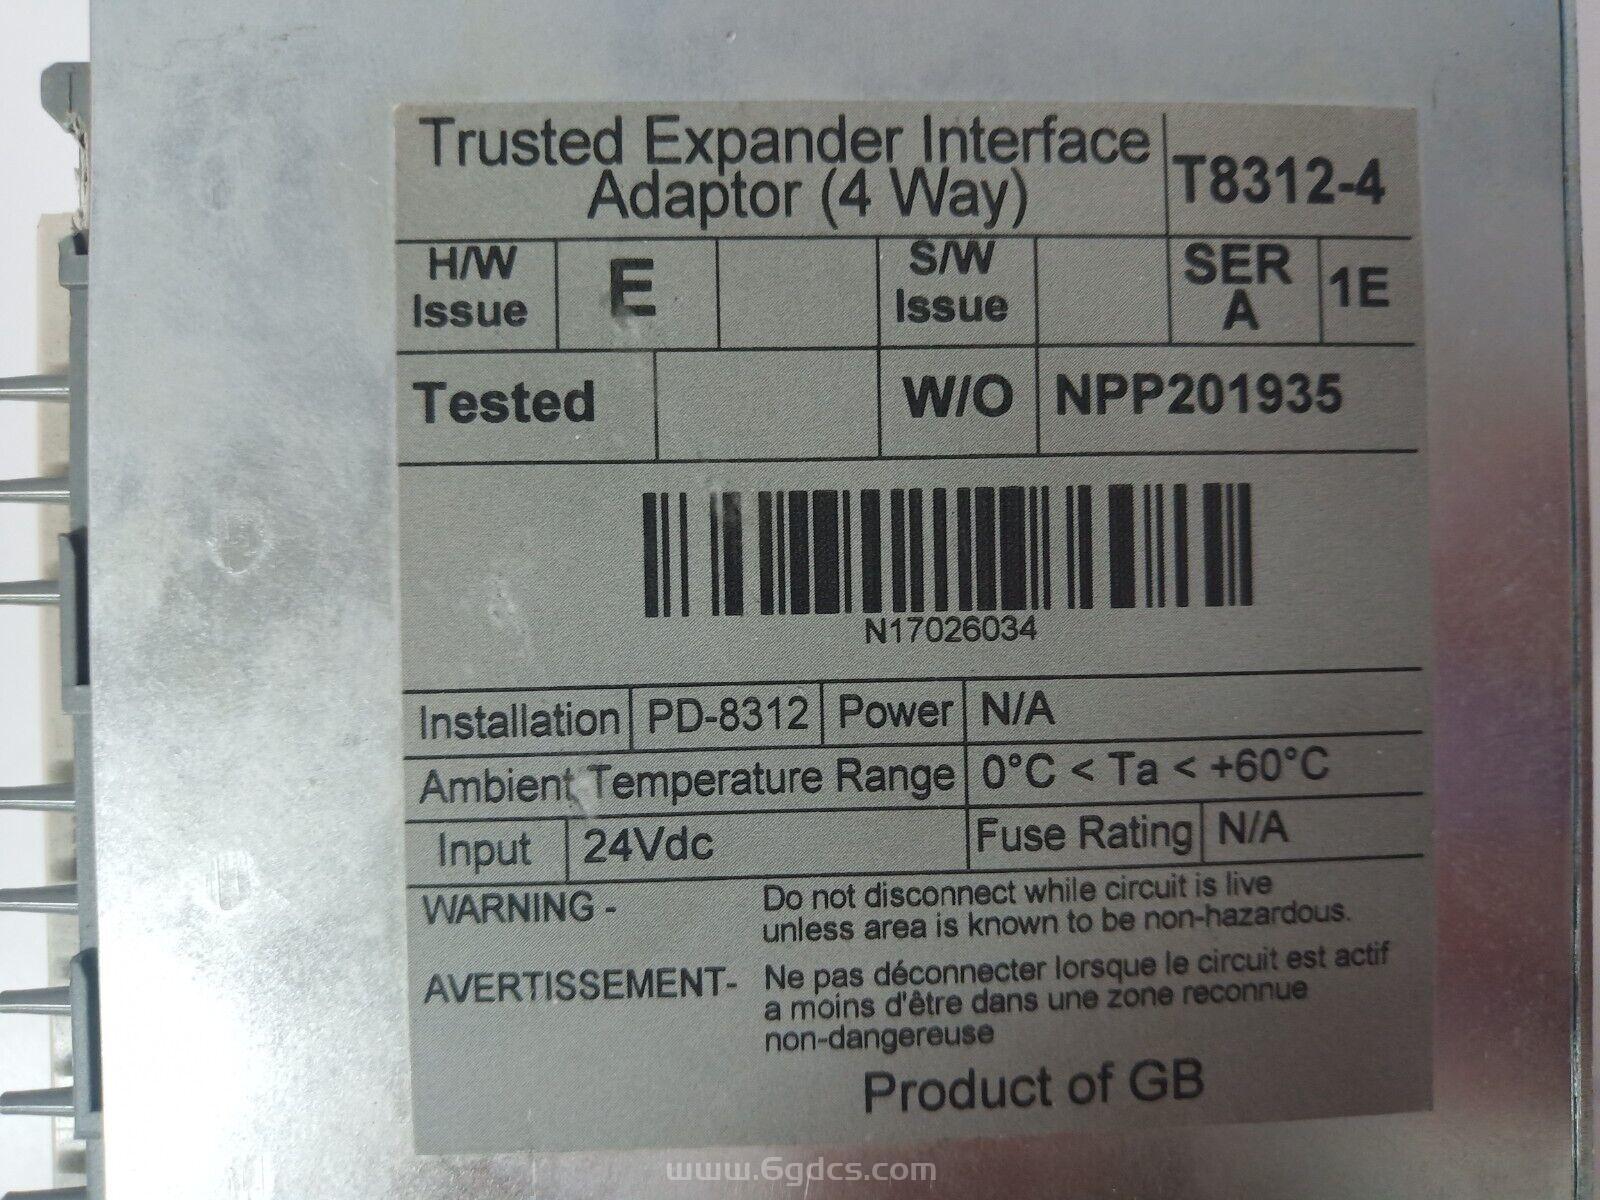 Trusted Expander Interface
Adaptor (4 Way)
T8312-4
H/W
Issue
E
S/W
Issue
SER
A
1E
Tested
W/O
NPP201935
N17026034
Installation
PD-8312
Power
N/A
Ambient Temperature Range
0°C < Ta < +60°C
Input
24Vdc
Fuse Rating
N/A
WARNING -
Do not disconnect while circuit is live
unless area is known to be non-hazardous.
AVERTISSEMENT-
Ne pas déconnecter lorsque le circuit est actif
a moins d'être dans une zone reconnue
non-dangereuse
Product of GB
www.6gdcs.com